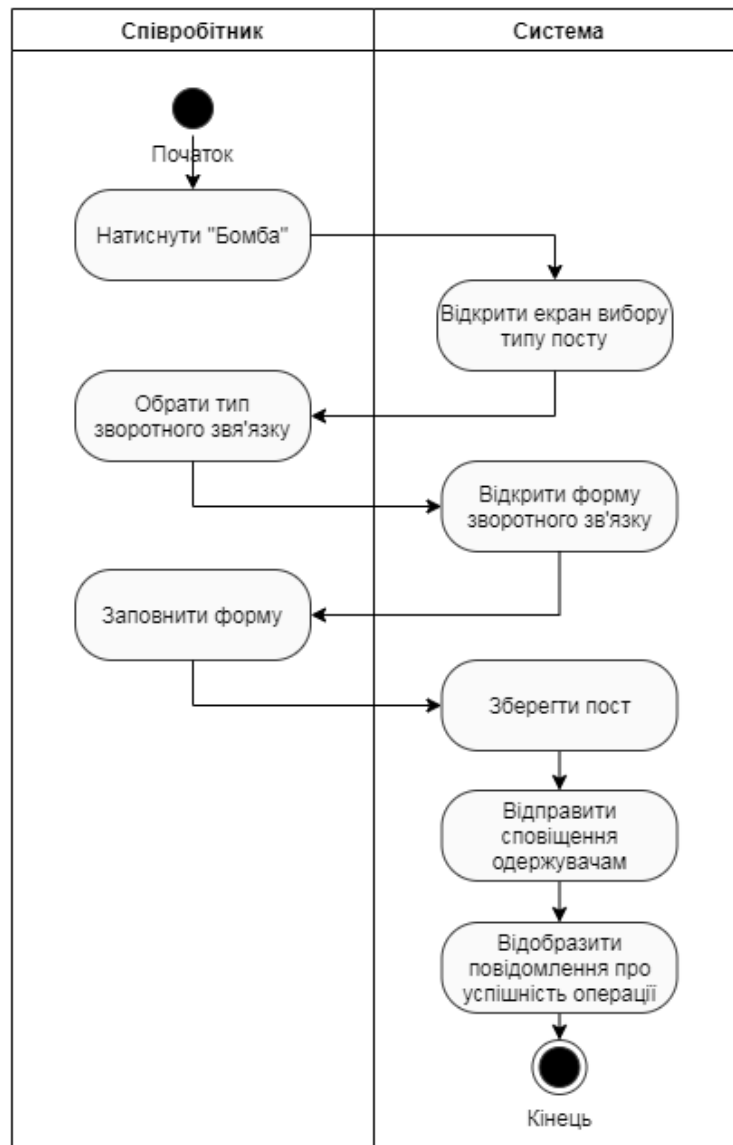 Співробітник
Система
Початок
Натиснути "Бомба"
Відкрити екран вибору
типу посту
Обрати тип
зворотного звя'язку
Відкрити форму
зворотного зв'язку
Заповнити форму
Зберегти пост
Відправити
сповіщення
одержувачам
Відобразити
повідомлення про
успішність операції
Кінець